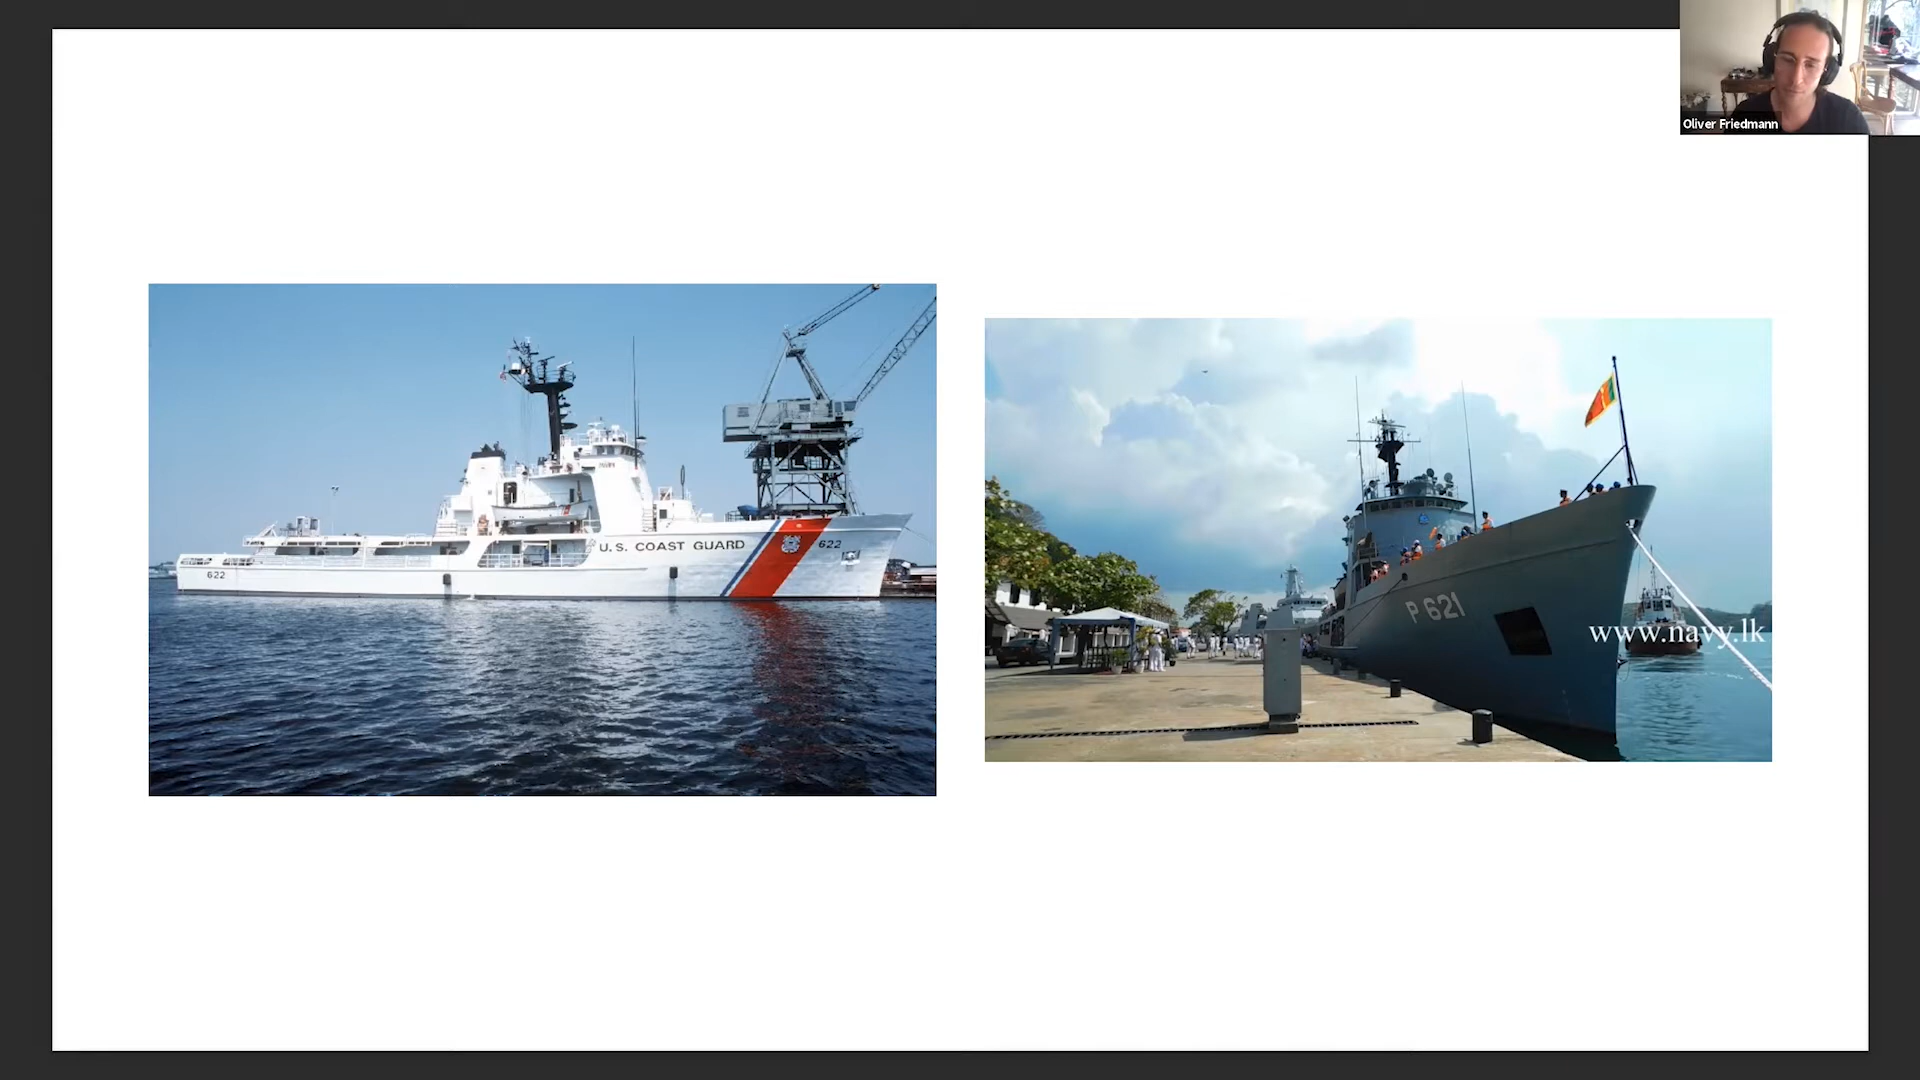 Oliver Friedmann
U.S. COAST GUARD
622
622
P 621
www.navy.lk